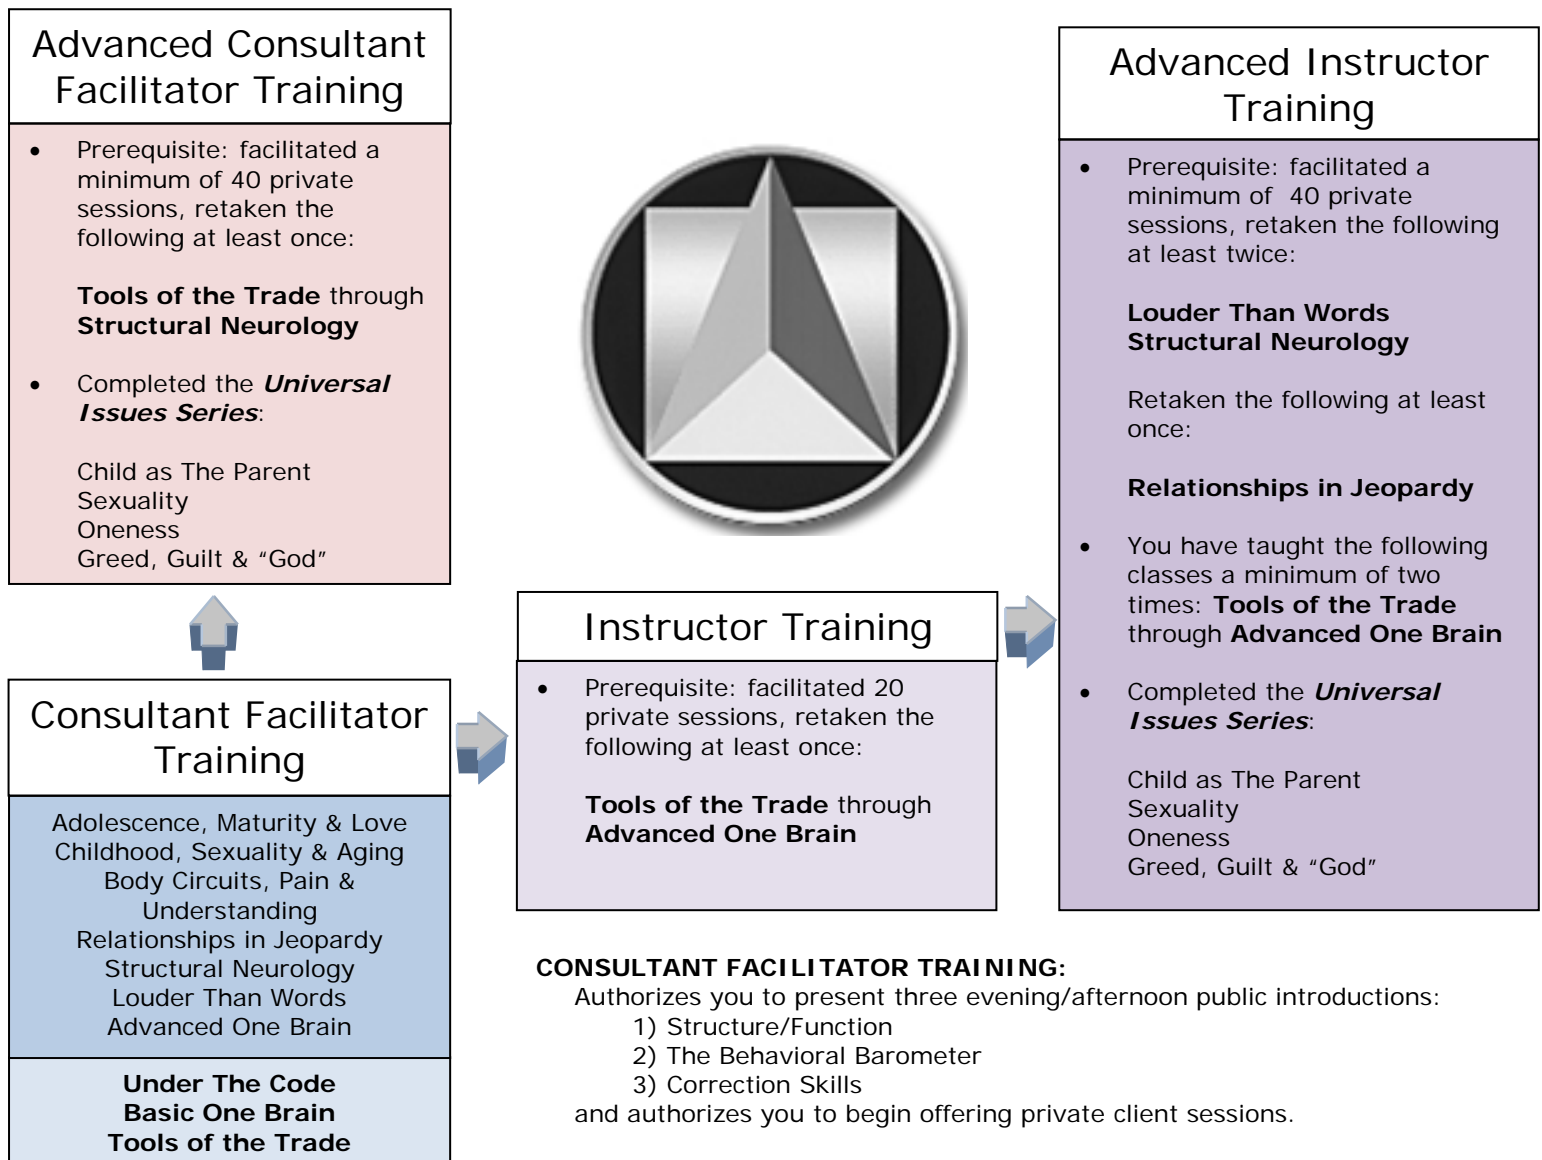 Advanced Consultant
Facilitator Training
• Prerequisite: facilitated a
minimum of 40 private
sessions, retaken the
following at least once:
Tools of the Trade through
Structural Neurology
• Completed the Universal
Issues Series:
Child as The Parent
Sexuality
Oneness
Greed, Guilt & “God”
Consultant Facilitator
Training
Adolescence, Maturity & Love
Childhood, Sexuality & Aging
Body Circuits, Pain &
Understanding
Relationships in Jeopardy
Structural Neurology
Louder Than Words
Advanced One Brain
Under The Code
Basic One Brain
Tools of the Trade
Instructor Training
• Prerequisite: facilitated 20
private sessions, retaken the
following at least once:
Tools of the Trade through
Advanced One Brain
Advanced Instructor
Training
• Prerequisite: facilitated a
minimum of 40 private
sessions, retaken the following
at least twice:
Louder Than Words
Structural Neurology
Retaken the following at least
once:
Relationships in Jeopardy
• You have taught the following
classes a minimum of two
times: Tools of the Trade
through Advanced One Brain
• Completed the Universal
Issues Series:
Child as The Parent
Sexuality
Oneness
Greed, Guilt & “God”
CONSULTANT FACILITATOR TRAINING:
Authorizes you to present three evening/afternoon public introductions:
1) Structure/Function
2) The Behavioral Barometer
3) Correction Skills
and authorizes you to begin offering private client sessions.